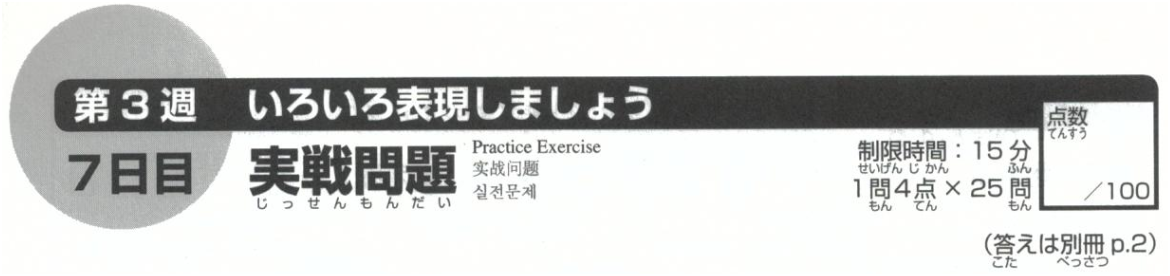 第3週 いろいろ表現しましょう
7日目 実戦問題
じっせんもんだい
Practice Exercise
实战问题
실전문제
制限時間：15分
せいげんじかん ふん
1問4点×25問
もん てん もん
点数
てんすう
／100
（答えは別冊 p.2）
こた べっさつ